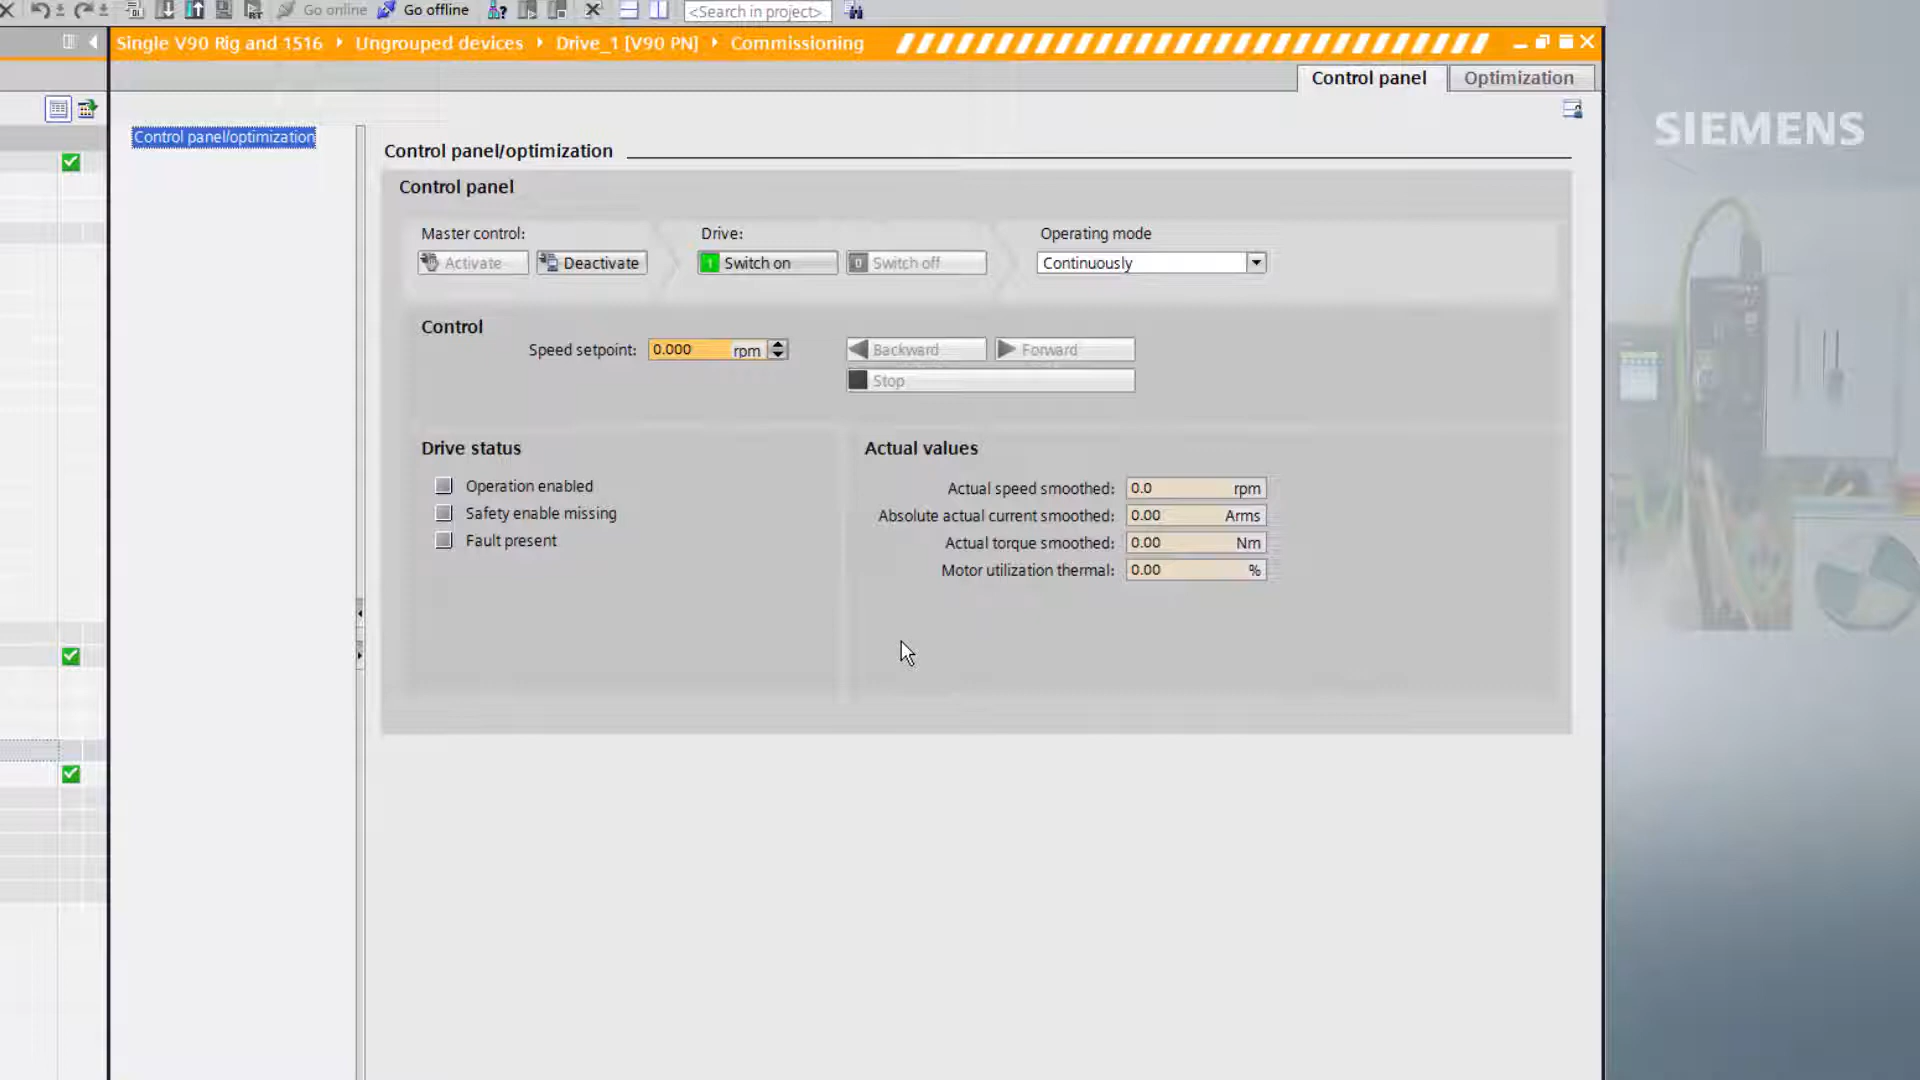 Go online
Go offline
<Search in project>
Single V90 Rig and 1516
Ungrouped devices
Drive_1 [V90 PN]
Commissioning
Control panel
Optimization
SIEMENS
Control panel/optimization
Control panel/optimization
Control panel
Master control:
Drive:
Operating mode
Activate
Deactivate
1 Switch on
0 Switch off
Continuously
Control
Speed setpoint: 0.000 rpm
Backward
Forward
Stop
Drive status
Operation enabled
Safety enable missing
Fault present
Actual values
Actual speed smoothed: 0.0 rpm
Absolute actual current smoothed: 0.00 Arms
Actual torque smoothed: 0.00 Nm
Motor utilization thermal: 0.00 %